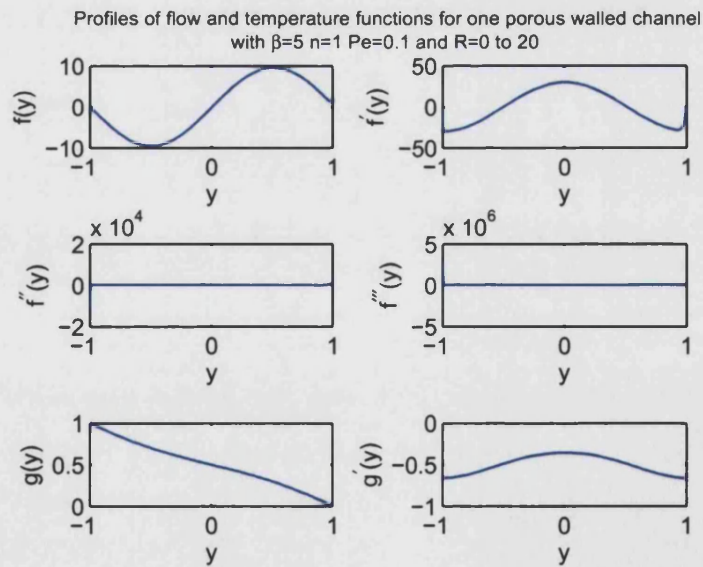 Profiles of flow and temperature functions for one porous walled channel
with β=5 n=1 Pe=0.1 and R=0 to 20
10
0
−10
f(y)
−1
0
1
y
50
0
−50
f′(y)
−1
0
1
y
x 10⁴
2
0
−2
f″(y)
−1
0
1
y
x 10⁶
5
0
−5
f‴(y)
−1
0
1
y
1
0.5
0
g(y)
−1
0
1
y
0
−0.5
−1
g′(y)
−1
0
1
y